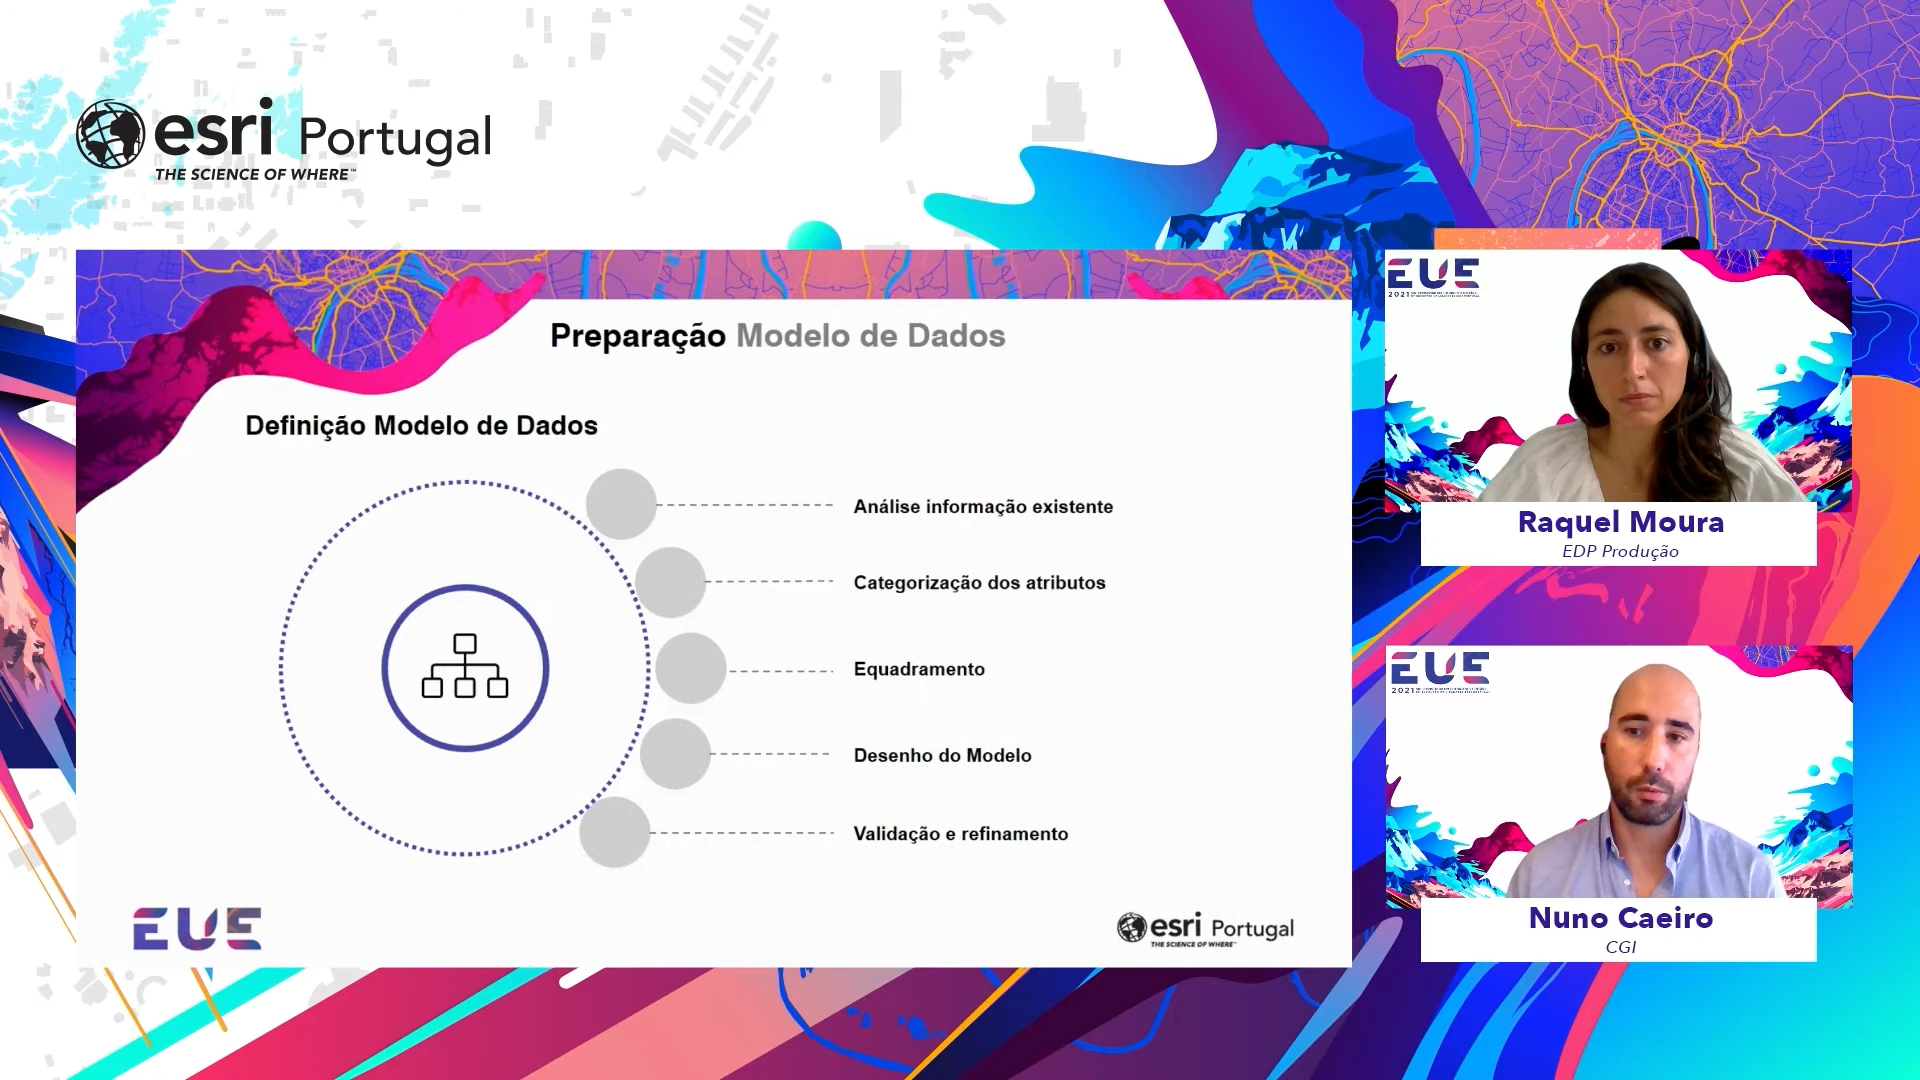 esri Portugal
THE SCIENCE OF WHERE™
Preparação Modelo de Dados
Definição Modelo de Dados
Análise informação existente
Categorização dos atributos
Equadramento
Desenho do Modelo
Validação e refinamento
EUE
esri Portugal
THE SCIENCE OF WHERE™
EUE
2021
Raquel Moura
EDP Produção
EUE
2021
Nuno Caeiro
CGI